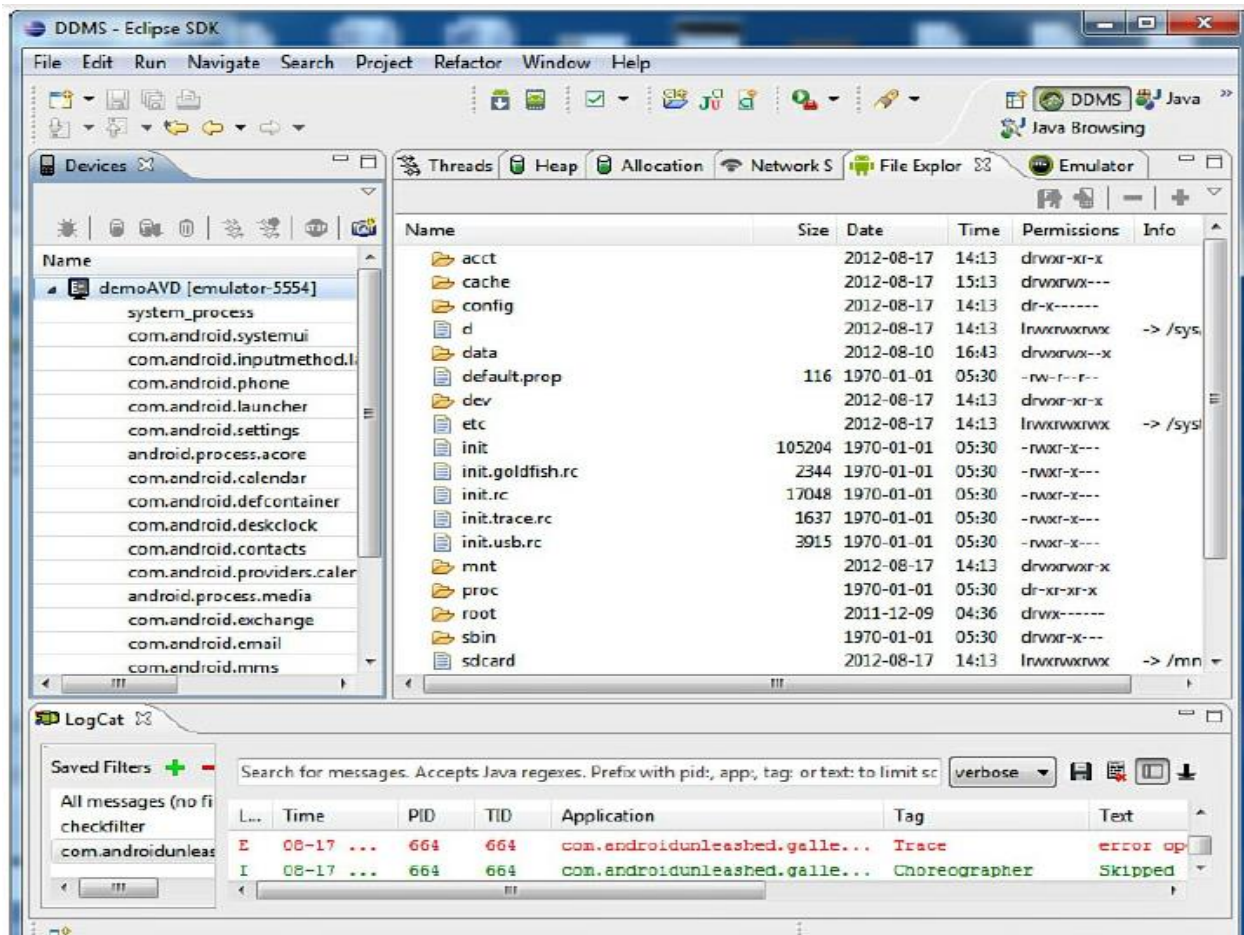 DDMS - Eclipse SDK
File Edit Run Navigate Search Project Refactor Window Help
DDMS Java »
Java Browsing
Devices
Name
demoAVD [emulator-5554]
system_process
com.android.systemui
com.android.inputmethod.la
com.android.phone
com.android.launcher
com.android.settings
android.process.acore
com.android.calendar
com.android.defcontainer
com.android.deskclock
com.android.contacts
com.android.providers.caler
android.process.media
com.android.exchange
com.android.email
com.android.mms
Threads Heap Allocation Network S File Explor Emulator
Name Size Date Time Permissions Info
acct 2012-08-17 14:13 drwxr-xr-x
cache 2012-08-17 15:13 drwxrwx---
config 2012-08-17 14:13 dr-x------
d 2012-08-17 14:13 lrwxrwxrwx -> /sys
data 2012-08-10 16:43 drwxrwx--x
default.prop 116 1970-01-01 05:30 -rw-r--r--
dev 2012-08-17 14:13 drwxr-xr-x
etc 2012-08-17 14:13 lrwxrwxrwx -> /sys
init 105204 1970-01-01 05:30 -rwxr-x---
init.goldfish.rc 2344 1970-01-01 05:30 -rwxr-x---
init.rc 17048 1970-01-01 05:30 -rwxr-x---
init.trace.rc 1637 1970-01-01 05:30 -rwxr-x---
init.usb.rc 3915 1970-01-01 05:30 -rwxr-x---
mnt 2012-08-17 14:13 drwxrwxr-x
proc 1970-01-01 05:30 dr-xr-xr-x
root 2011-12-09 04:36 drwx------
sbin 1970-01-01 05:30 drwxr-x---
sdcard 2012-08-17 14:13 lrwxrwxrwx -> /mn
LogCat
Saved Filters
All messages (no fi
checkfilter
com.androidunleas
Search for messages. Accepts Java regexes. Prefix with pid:, app:, tag: or text: to limit sc verbose
L... Time PID TID Application Tag Text
E 08-17 ... 664 664 com.androidunleashed.galle... Trace error op
I 08-17 ... 664 664 com.androidunleashed.galle... Choreographer Skipped